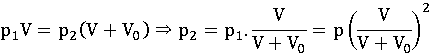 p₁V = p₂(V + V₀) ⇒ p₂ = p₁. V/(V + V₀) = p(V/(V + V₀))²